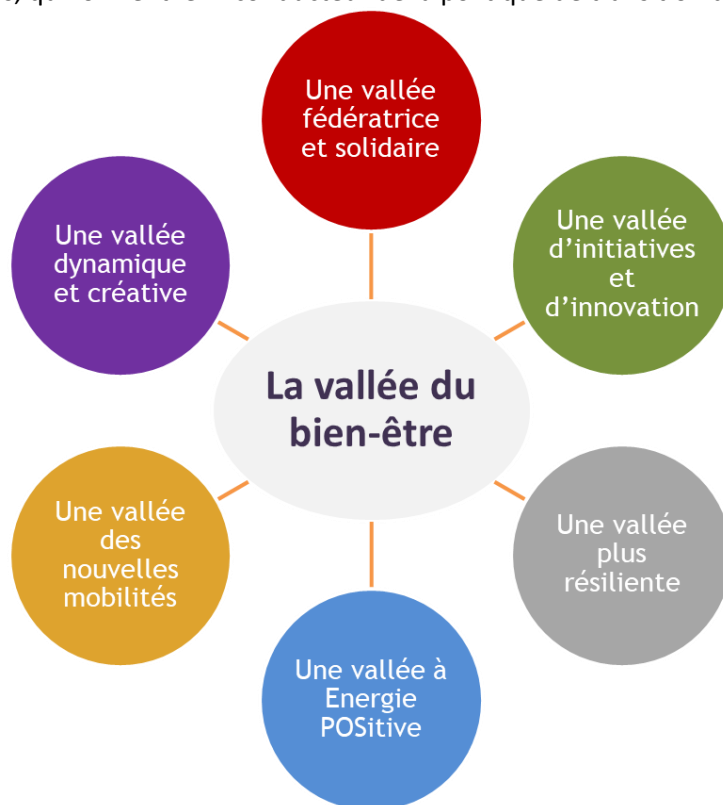 La vallée du
bien-être
Une vallée
fédératrice
et solidaire
Une vallée
d’initiatives
et
d’innovation
Une vallée
plus
résiliente
Une vallée à
Energie
POSitive
Une vallée
des
nouvelles
mobilités
Une vallée
dynamique
et créative